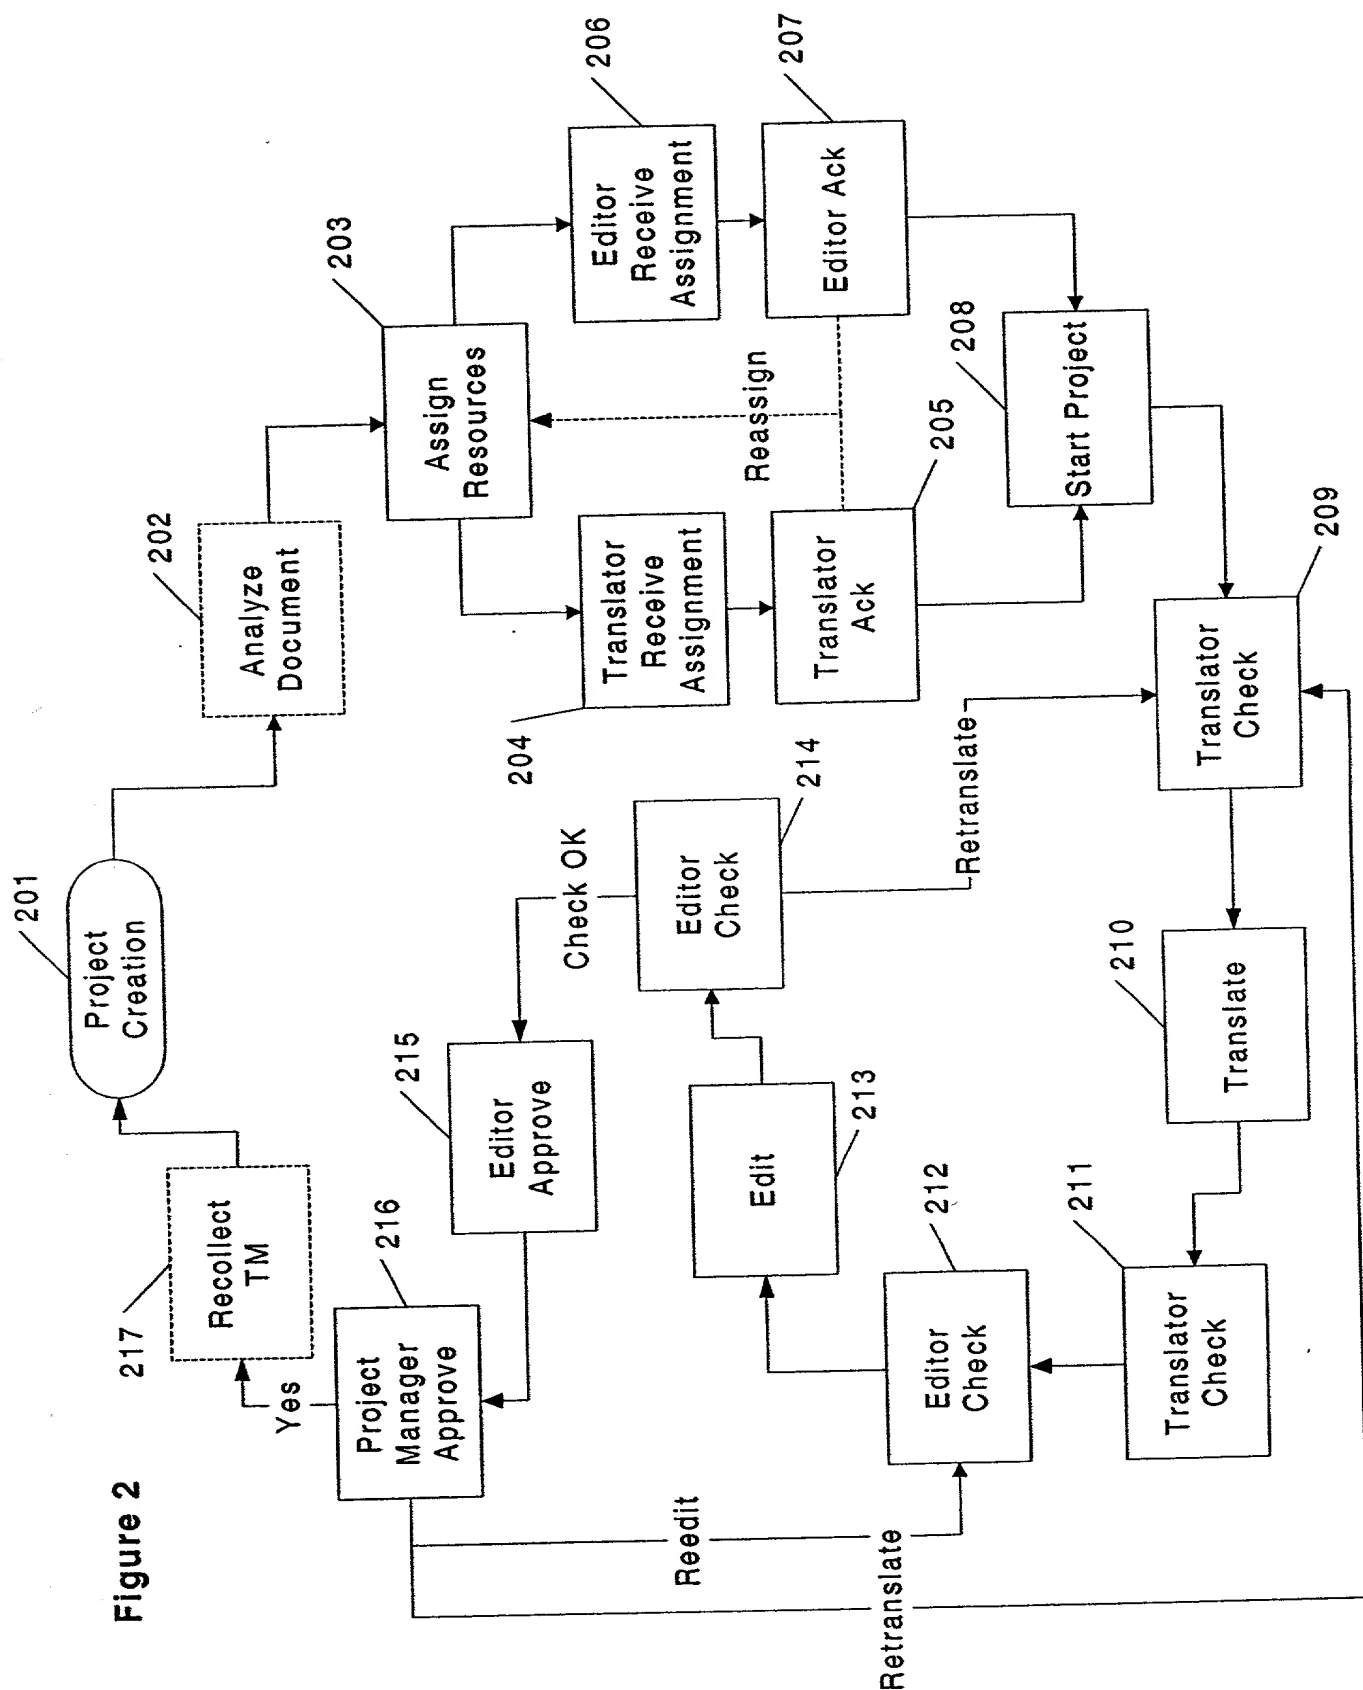 Figure 2
201
Project
Creation
202
Analyze
Document
203
Assign
Resources
204
Translator
Receive
Assignment
205
Translator
Ack
206
Editor
Receive
Assignment
207
Editor Ack
Reassign
208
Start Project
209
Translator
Check
210
Translate
211
Translator
Check
212
Editor
Check
213
Edit
214
Editor
Check
Retranslate
Check OK
215
Editor
Approve
216
Project
Manager
Approve
Yes
217
Recollect
TM
Reedit
Retranslate